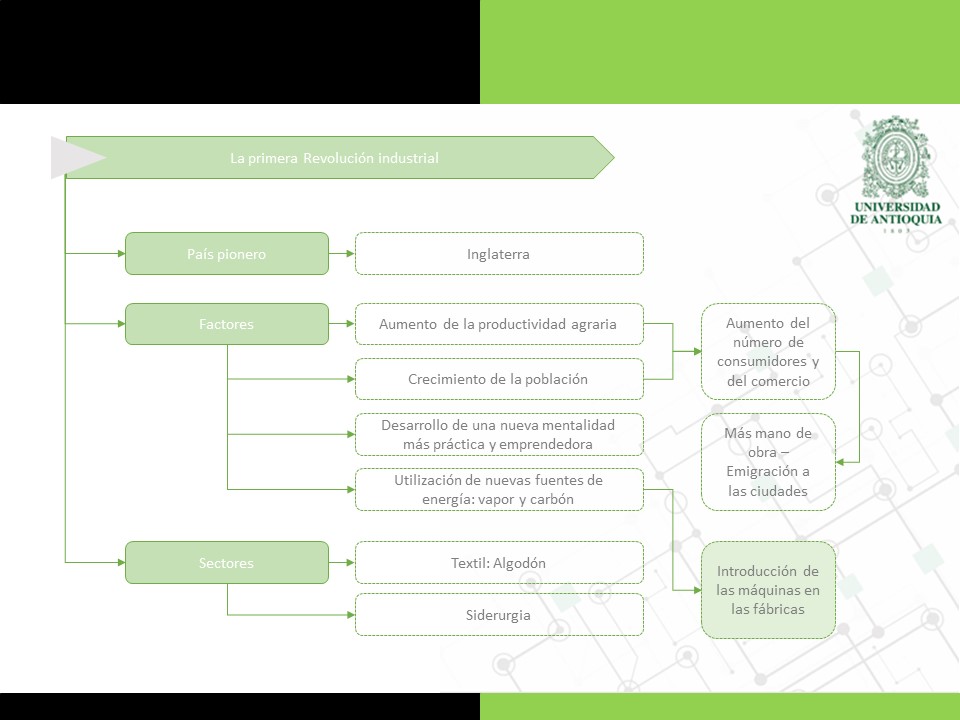 La primera Revolución industrial
UNIVERSIDAD
DE ANTIOQUIA
1803
País pionero
Inglaterra
Factores
Aumento de la productividad agraria
Crecimiento de la población
Desarrollo de una nueva mentalidad
más práctica y emprendedora
Utilización de nuevas fuentes de
energía: vapor y carbón
Aumento del
número de
consumidores y
del comercio
Más mano de
obra –
Emigración a
las ciudades
Sectores
Textil: Algodón
Siderurgia
Introducción de
las máquinas en
las fábricas